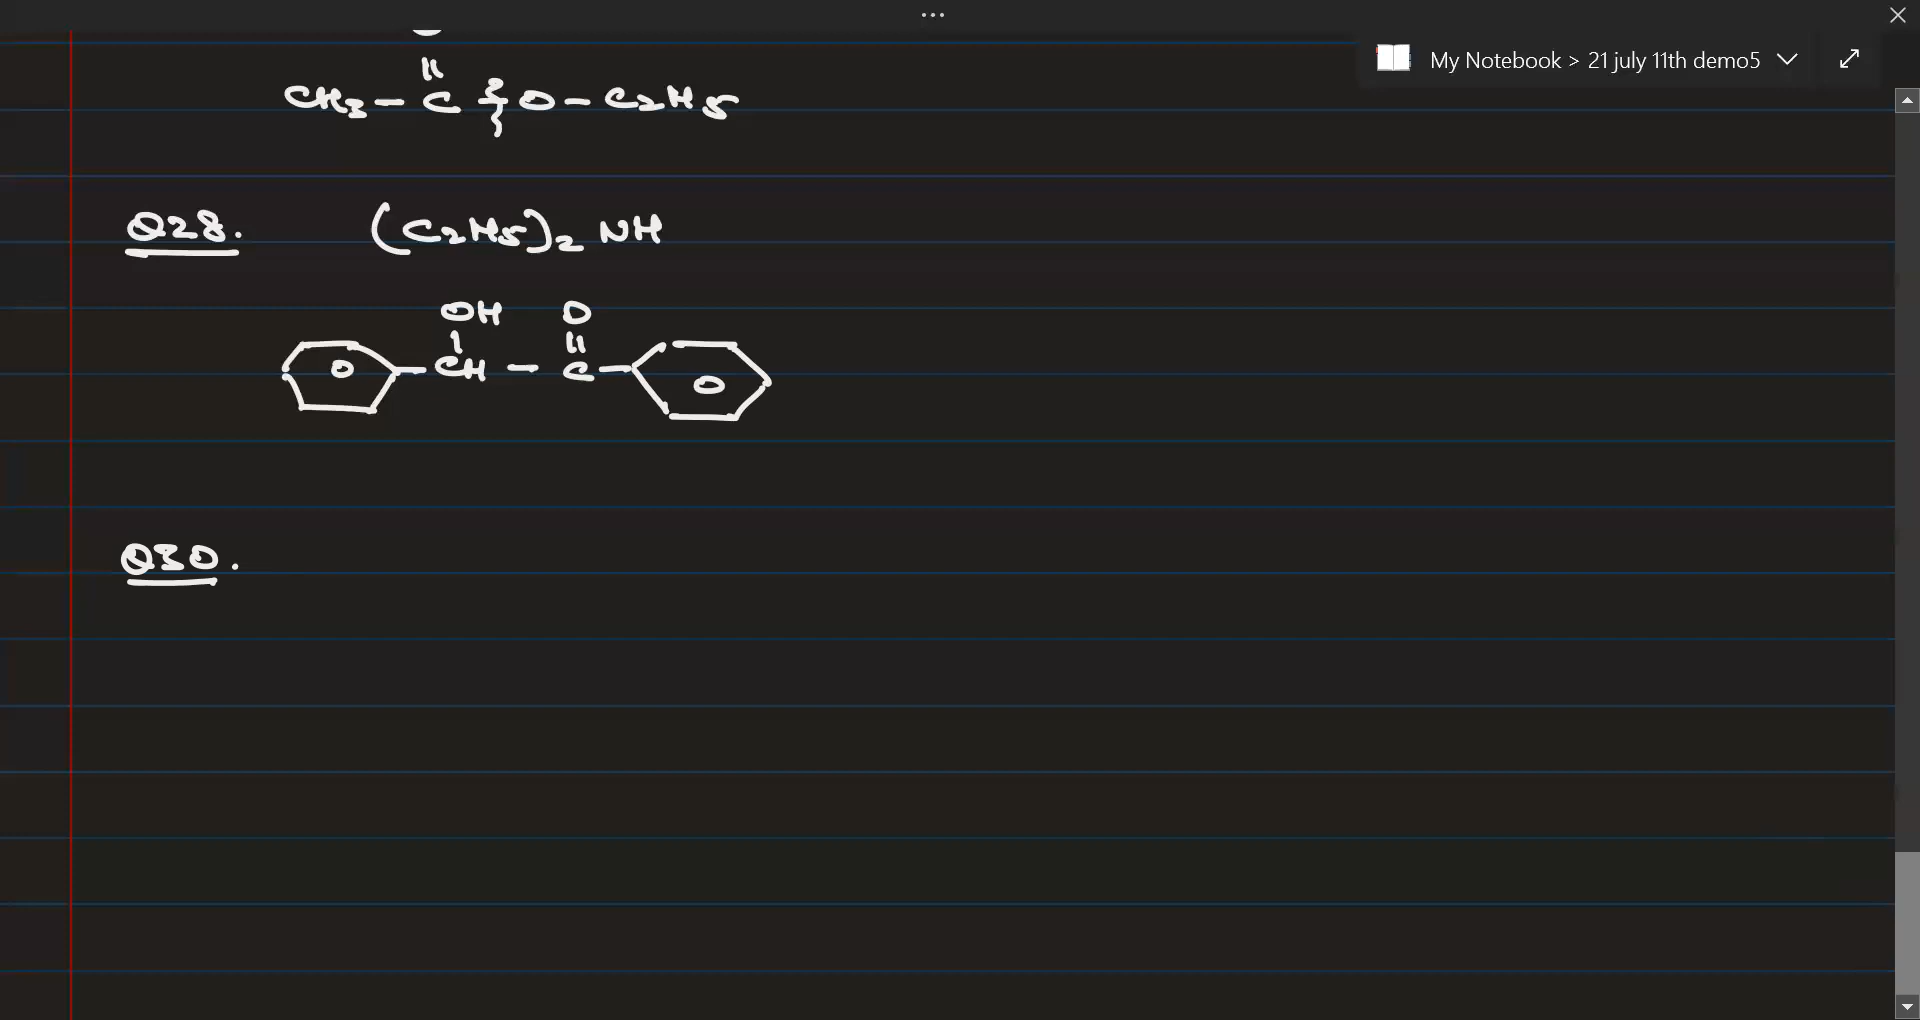 ...
My Notebook > 21 july 11th demo5
O
||
CH3 - C { O - C2H5
Q28. (C2H5)2 NH
OH O
| ||
CH - C -
Q30.